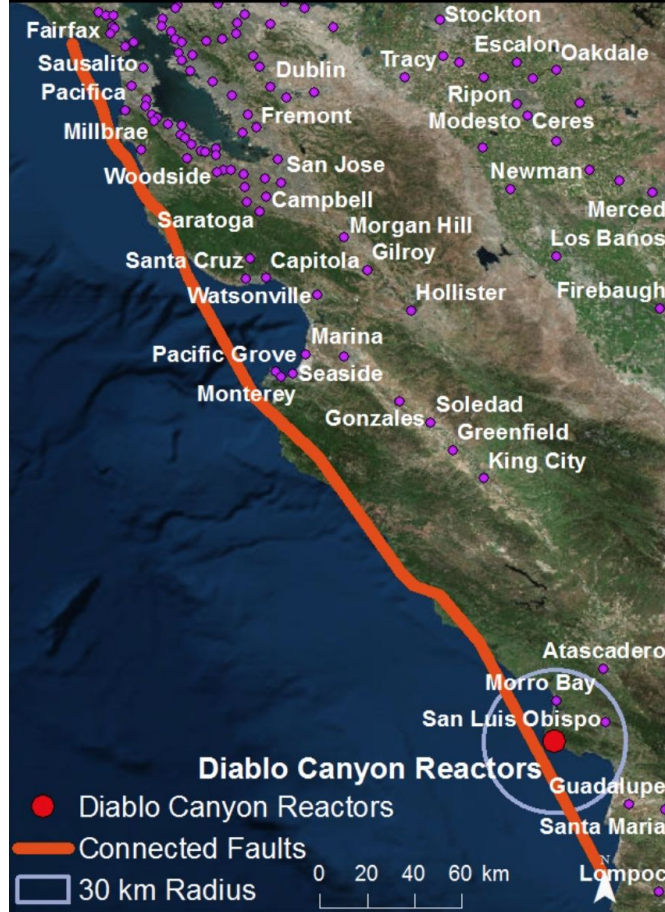 Fairfax
Stockton
Sausalito
Dublin
Tracy
Escalon
Oakdale
Pacifica
Fremont
Ripon
Millbrae
Modesto
Ceres
Woodside
San Jose
Newman
Campbell
Merced
Saratoga
Morgan Hill
Los Banos
Santa Cruz
Capitola
Gilroy
Watsonville
Hollister
Firebaugh
Marina
Pacific Grove
Seaside
Monterey
Gonzales
Soledad
Greenfield
King City
Atascadero
Morro Bay
San Luis Obispo
Diablo Canyon Reactors
Guadalupe
Santa Maria
Lompoc
Diablo Canyon Reactors
Connected Faults
30 km Radius
0 20 40 60 km
N